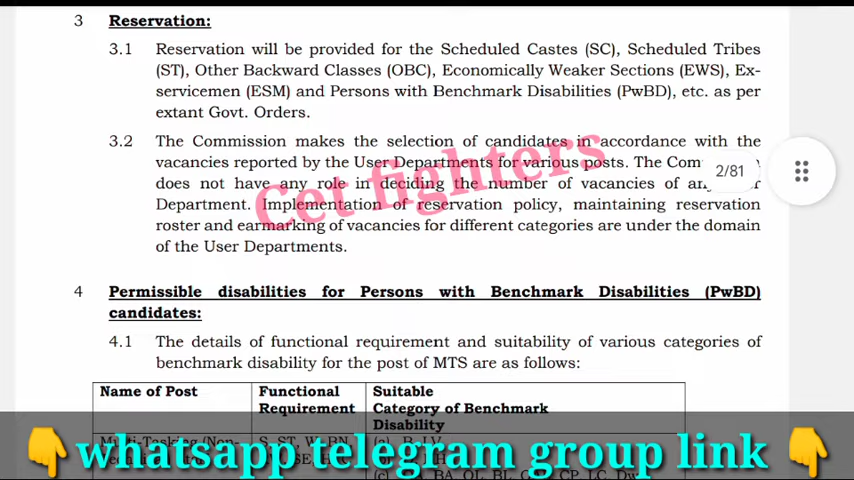 3 Reservation:
3.1 Reservation will be provided for the Scheduled Castes (SC), Scheduled Tribes
(ST), Other Backward Classes (OBC), Economically Weaker Sections (EWS), Ex-
servicemen (ESM) and Persons with Benchmark Disabilities (PwBD), etc. as per
extant Govt. Orders.
3.2 The Commission makes the selection of candidates in accordance with the
vacancies reported by the User Departments for various posts. The
2/81
does not have any role in deciding the number of vacancies of
Department. Implementation of reservation policy, maintaining reservation
roster and earmarking of vacancies for different categories are under the domain
of the User Departments.
Cet fighters
4 Permissible disabilities for Persons with Benchmark Disabilities (PwBD)
candidates:
4.1 The details of functional requirement and suitability of various categories of
benchmark disability for the post of MTS are as follows:
Name of Post Functional Suitable
Requirement Category of Benchmark
Disability
whatsapp telegram group link